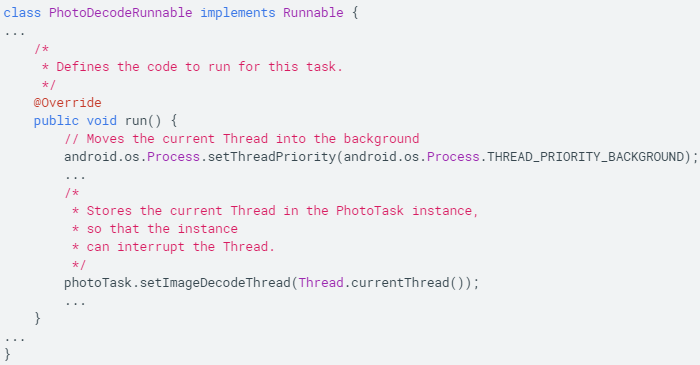 class PhotoDecodeRunnable implements Runnable {
...
    /*
     * Defines the code to run for this task.
     */
    @Override
    public void run() {
        // Moves the current Thread into the background
        android.os.Process.setThreadPriority(android.os.Process.THREAD_PRIORITY_BACKGROUND);
        ...
        /*
         * Stores the current Thread in the PhotoTask instance,
         * so that the instance
         * can interrupt the Thread.
         */
        photoTask.setImageDecodeThread(Thread.currentThread());
        ...
    }
...
}